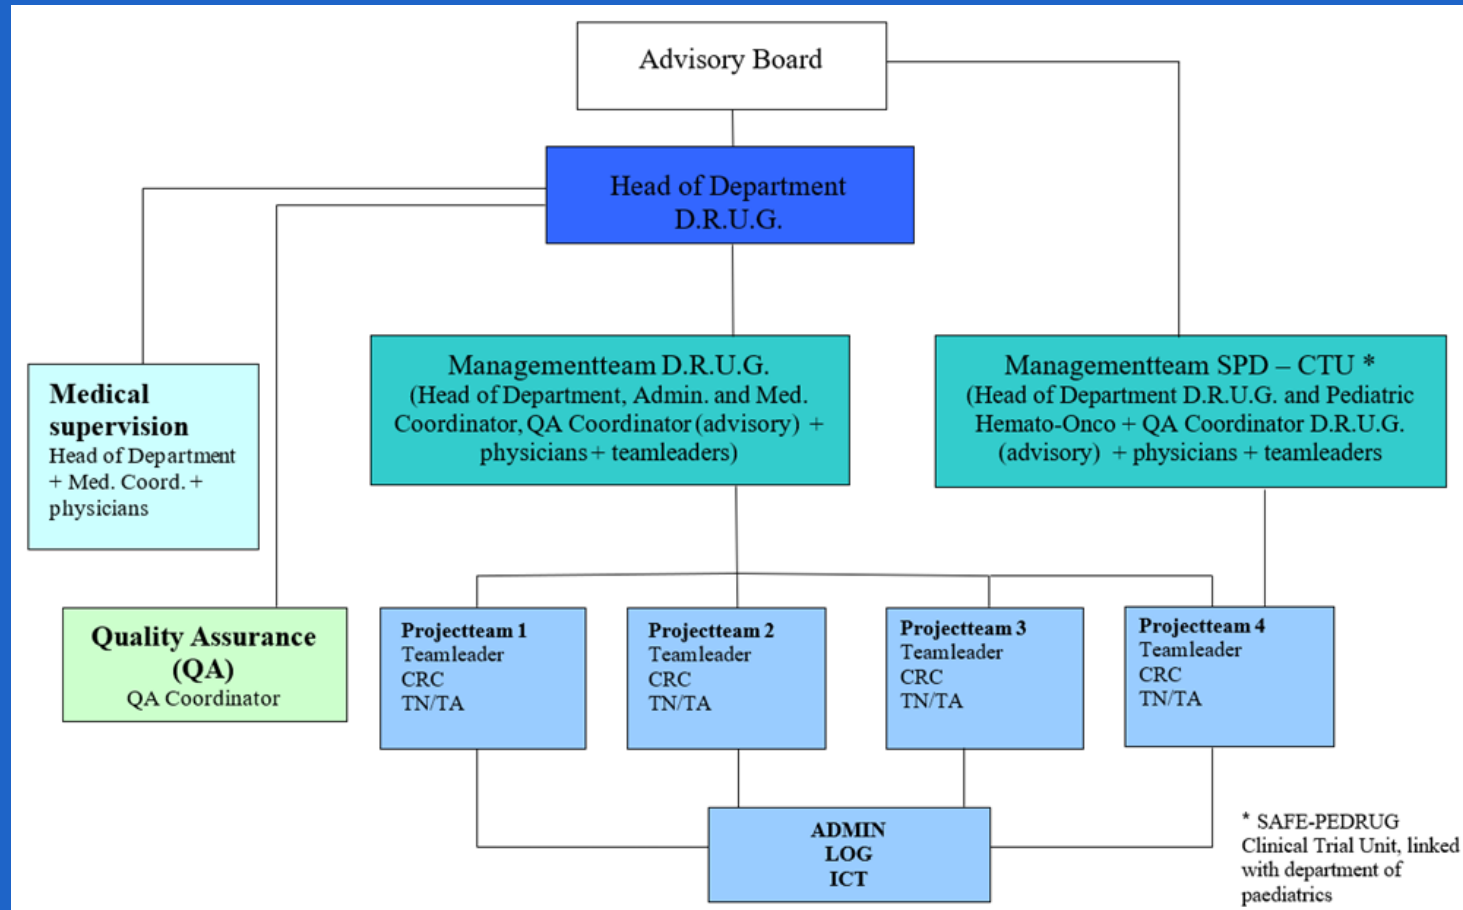 Advisory Board
Head of Department
D.R.U.G.
Managementteam D.R.U.G.
(Head of Department, Admin. and Med.
Coordinator, QA Coordinator (advisory) +
physicians + teamleaders)
Managementteam SPD – CTU *
(Head of Department D.R.U.G. and Pediatric
Hemato-Onco + QA Coordinator D.R.U.G.
(advisory) + physicians + teamleaders
Medical
supervision
Head of Department
+ Med. Coord. +
physicians
Quality Assurance
(QA)
QA Coordinator
Projectteam 1
Teamleader
CRC
TN/TA
Projectteam 2
Teamleader
CRC
TN/TA
Projectteam 3
Teamleader
CRC
TN/TA
Projectteam 4
Teamleader
CRC
TN/TA
ADMIN
LOG
ICT
* SAFE-PEDRUG
Clinical Trial Unit, linked
with department of
paediatrics